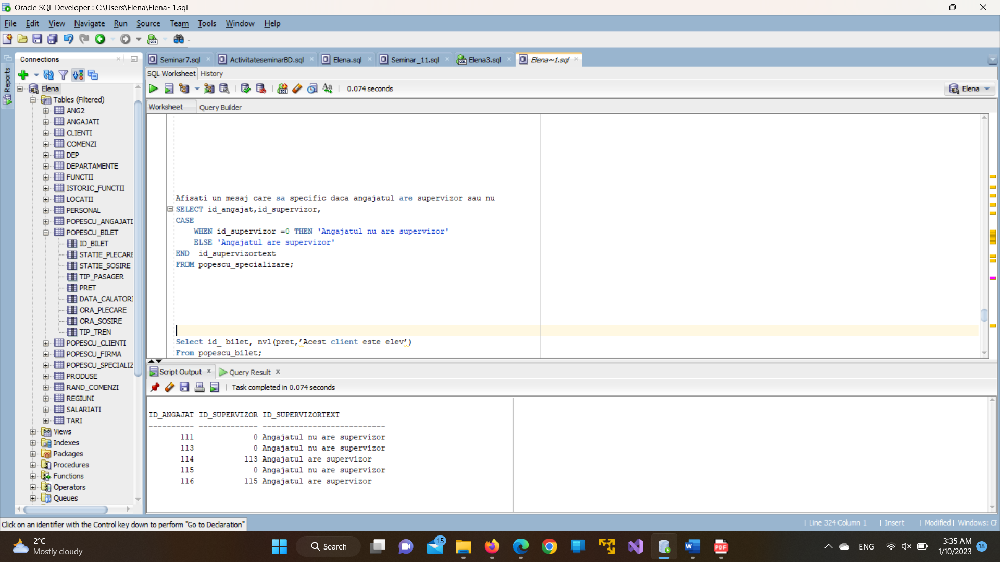 Oracle SQL Developer : C:\Users\Elena\Elena~1.sql
File Edit View Navigate Run Source Team Tools Window Help
Connections
Reports
Seminar7.sql ActivitateseminarBD.sql Elena.sql Seminar_11.sql Elena3.sql Elena~1.sql
SQL Worksheet History
0.074 seconds
Elena
Worksheet Query Builder
Elena
Tables (Filtered)
ANG2
ANGAJATI
CLIENTI
COMENZI
DEP
DEPARTAMENTE
FUNCTII
ISTORIC_FUNCTII
LOCATII
PERSONAL
POPESCU_ANGAJATI
POPESCU_BILET
ID_BILET
STATIE_PLECARE
STATIE_SOSIRE
TIP_PASAGER
PRET
DATA_CALATORI
ORA_PLECARE
ORA_SOSIRE
TIP_TREN
POPESCU_CLIENTI
POPESCU_FIRMA
POPESCU_SPECIALIZ
PRODUSE
RAND_COMENZI
REGIUNI
SALARIATI
TARI
Views
Indexes
Packages
Procedures
Functions
Operators
Queues
Afisati un mesaj care sa specific daca angajatul are supervizor sau nu
SELECT id_angajat,id_supervizor,
CASE
WHEN id_supervizor =0 THEN 'Angajatul nu are supervizor'
ELSE 'Angajatul are supervizor'
END  id_supervizortext
FROM popescu_specializare;
Select id_ bilet, nvl(pret,’Acest client este elev’)
From popescu_bilet;
Script Output x Query Result x
Task completed in 0.074 seconds
ID_ANGAJAT ID_SUPERVIZOR ID_SUPERVIZORTEXT
---------- ------------- ---------------------------
111 0 Angajatul nu are supervizor
113 0 Angajatul nu are supervizor
114 113 Angajatul are supervizor
115 0 Angajatul nu are supervizor
116 115 Angajatul are supervizor
Click on an identifier with the Control key down to perform "Go to Declaration"
| Line 324 Column 1 | Insert | Modified | Windows: CF
2°C
Mostly cloudy
Search
15
PDF
ENG
3:35 AM
1/10/2023
18